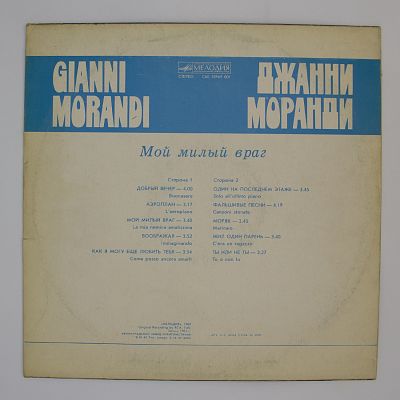 GIANNI
MORANDI
МЕЛОДИЯ
СТЕРЕО
ДЖАННИ
МОРАНДИ
Мой милый враг
Сторона 1
ДОБРЫЙ ВЕЧЕР — 4.00
Buonasera
АЭРОПЛАН — 3.17
L'aeroplano
МОЙ МИЛЫЙ ВРАГ — 3.48
La mia nemica amatissima
ВООБРАЖАЯ — 3.52
Immaginando
КАК Я МОГУ ЕЩЕ ЛЮБИТЬ ТЕБЯ — 3.54
Come posso ancora amarti
Сторона 2
ОДИН НА ПОСЛЕДНЕМ ЭТАЖЕ — 3.45
Solo all'ultimo piano
ФАЛЬШИВЫЕ ПЕСНИ — 4.19
Canzoni stonate
МОРЯК — 3.45
Marinaio
ЖИЛ ОДИН ПАРЕНЬ — 3.40
C'era un ragazzo
ТЫ ИЛИ НЕ ТЫ — 3.37
Tu o non tu